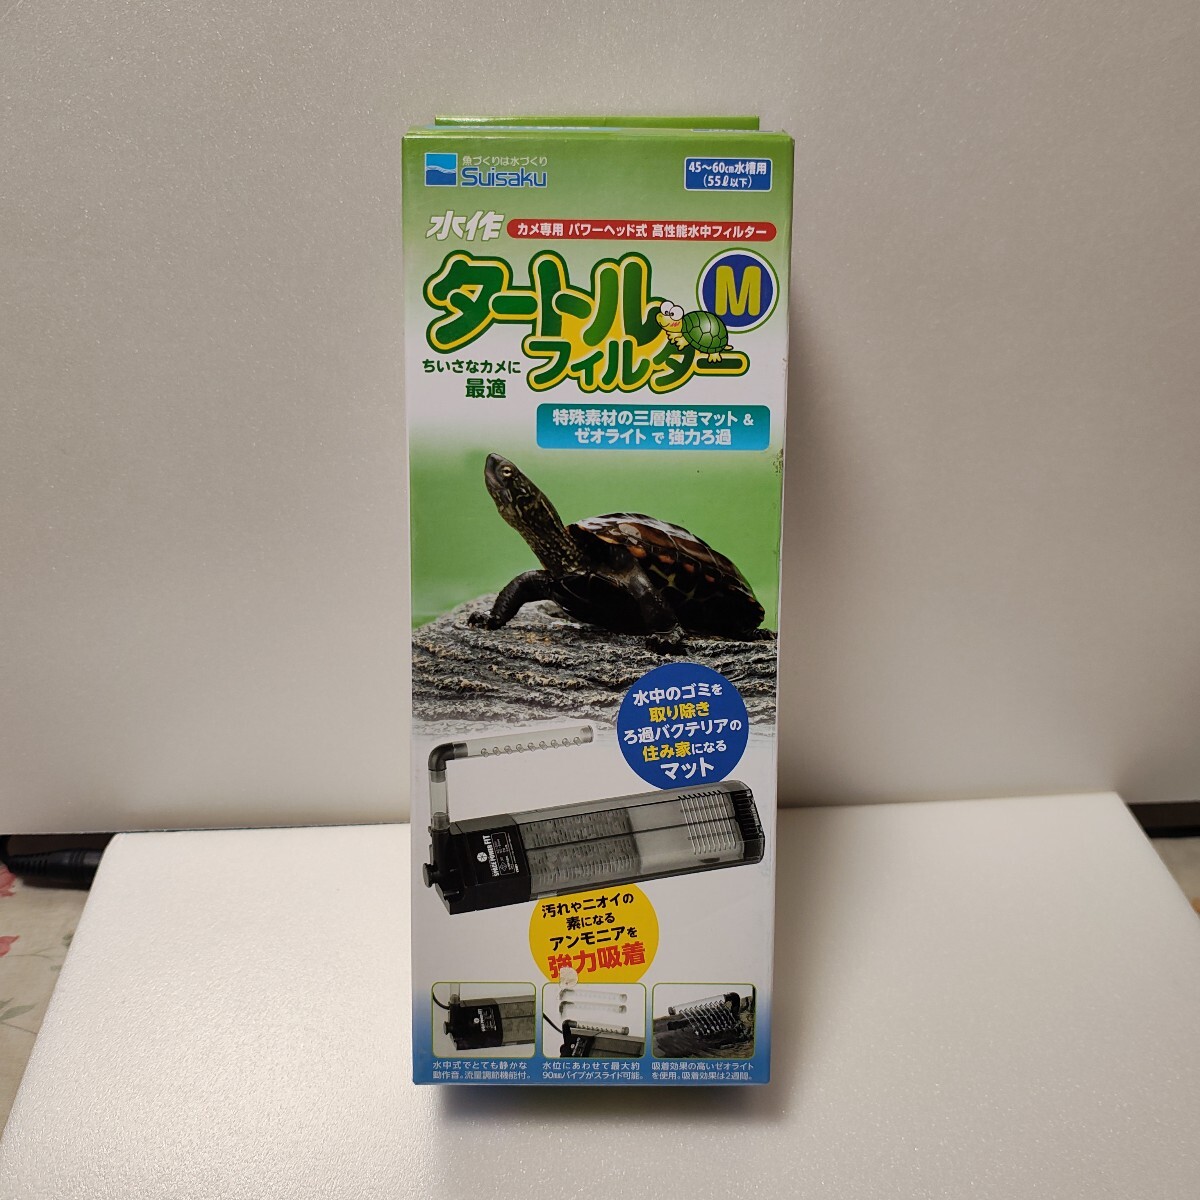 魚づくりは水づくり
Suisaku
45～60cm水槽用
(55ℓ以下)
水作
カメ専用 パワーヘッド式 高性能水中フィルター
タートル
フィルター
M
ちいさなカメに
最適
特殊素材の三層構造マット &
ゼオライト で 強力ろ過
水中のゴミを
取り除き
ろ過バクテリアの
住み家になる
マット
SPACE POWER FIT
汚れやニオイの
素になる
アンモニアを
強力吸着
水中式でとても静かな
動作音。流量調節機能付。
水位にあわせて最大約
90mmパイプがスライド可能。
吸着効果の高いゼオライト
を使用。吸着効果は2週間。